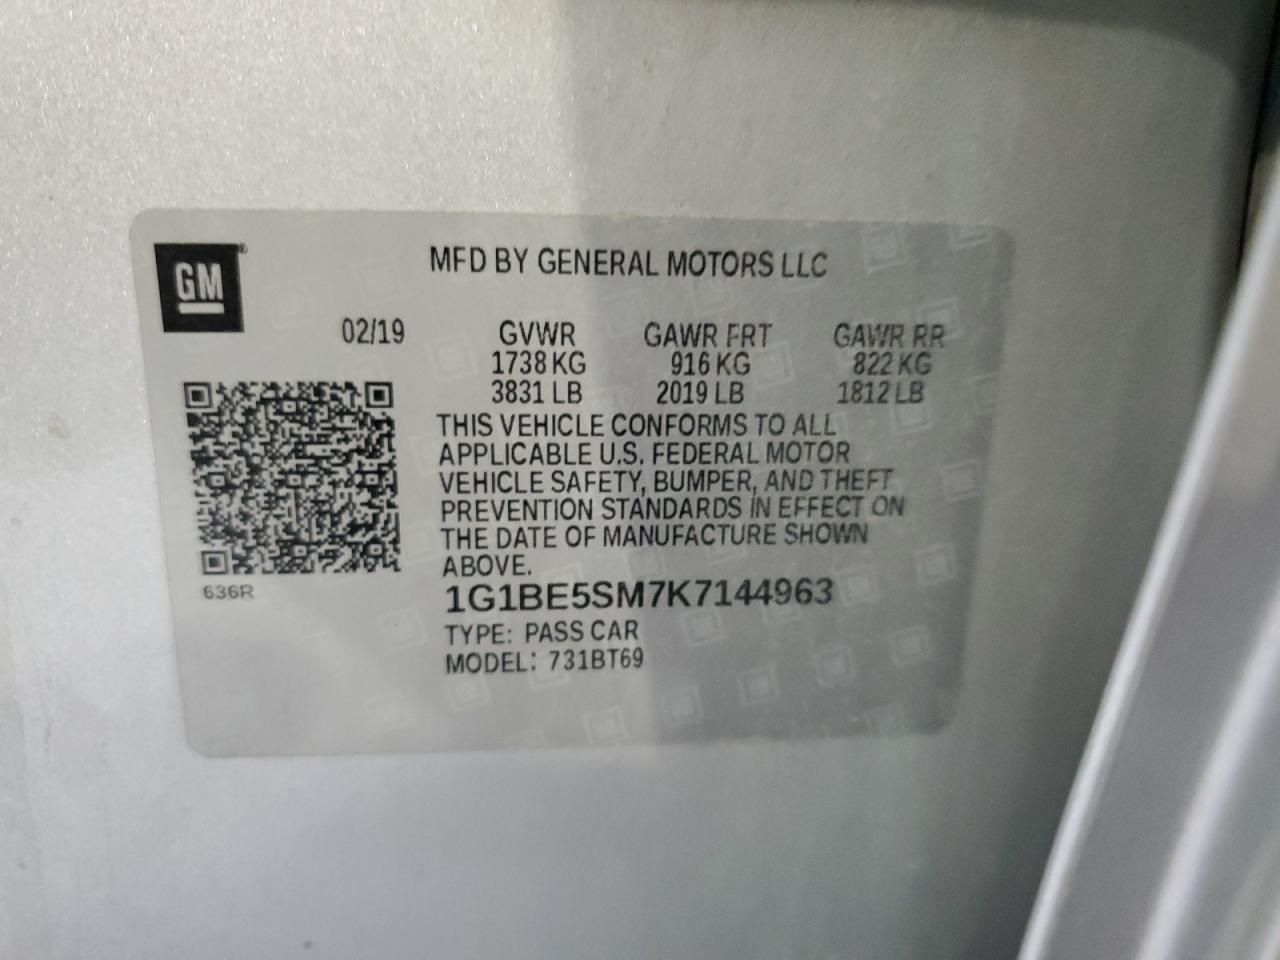 GM®
MFD BY GENERAL MOTORS LLC
02/19 GVWR GAWR FRT GAWR RR
1738 KG 916 KG 822 KG
3831 LB 2019 LB 1812 LB
THIS VEHICLE CONFORMS TO ALL
APPLICABLE U.S. FEDERAL MOTOR
VEHICLE SAFETY, BUMPER, AND THEFT
PREVENTION STANDARDS IN EFFECT ON
THE DATE OF MANUFACTURE SHOWN
ABOVE.
636R
1G1BE5SM7K7144963
TYPE: PASS CAR
MODEL: 731BT69